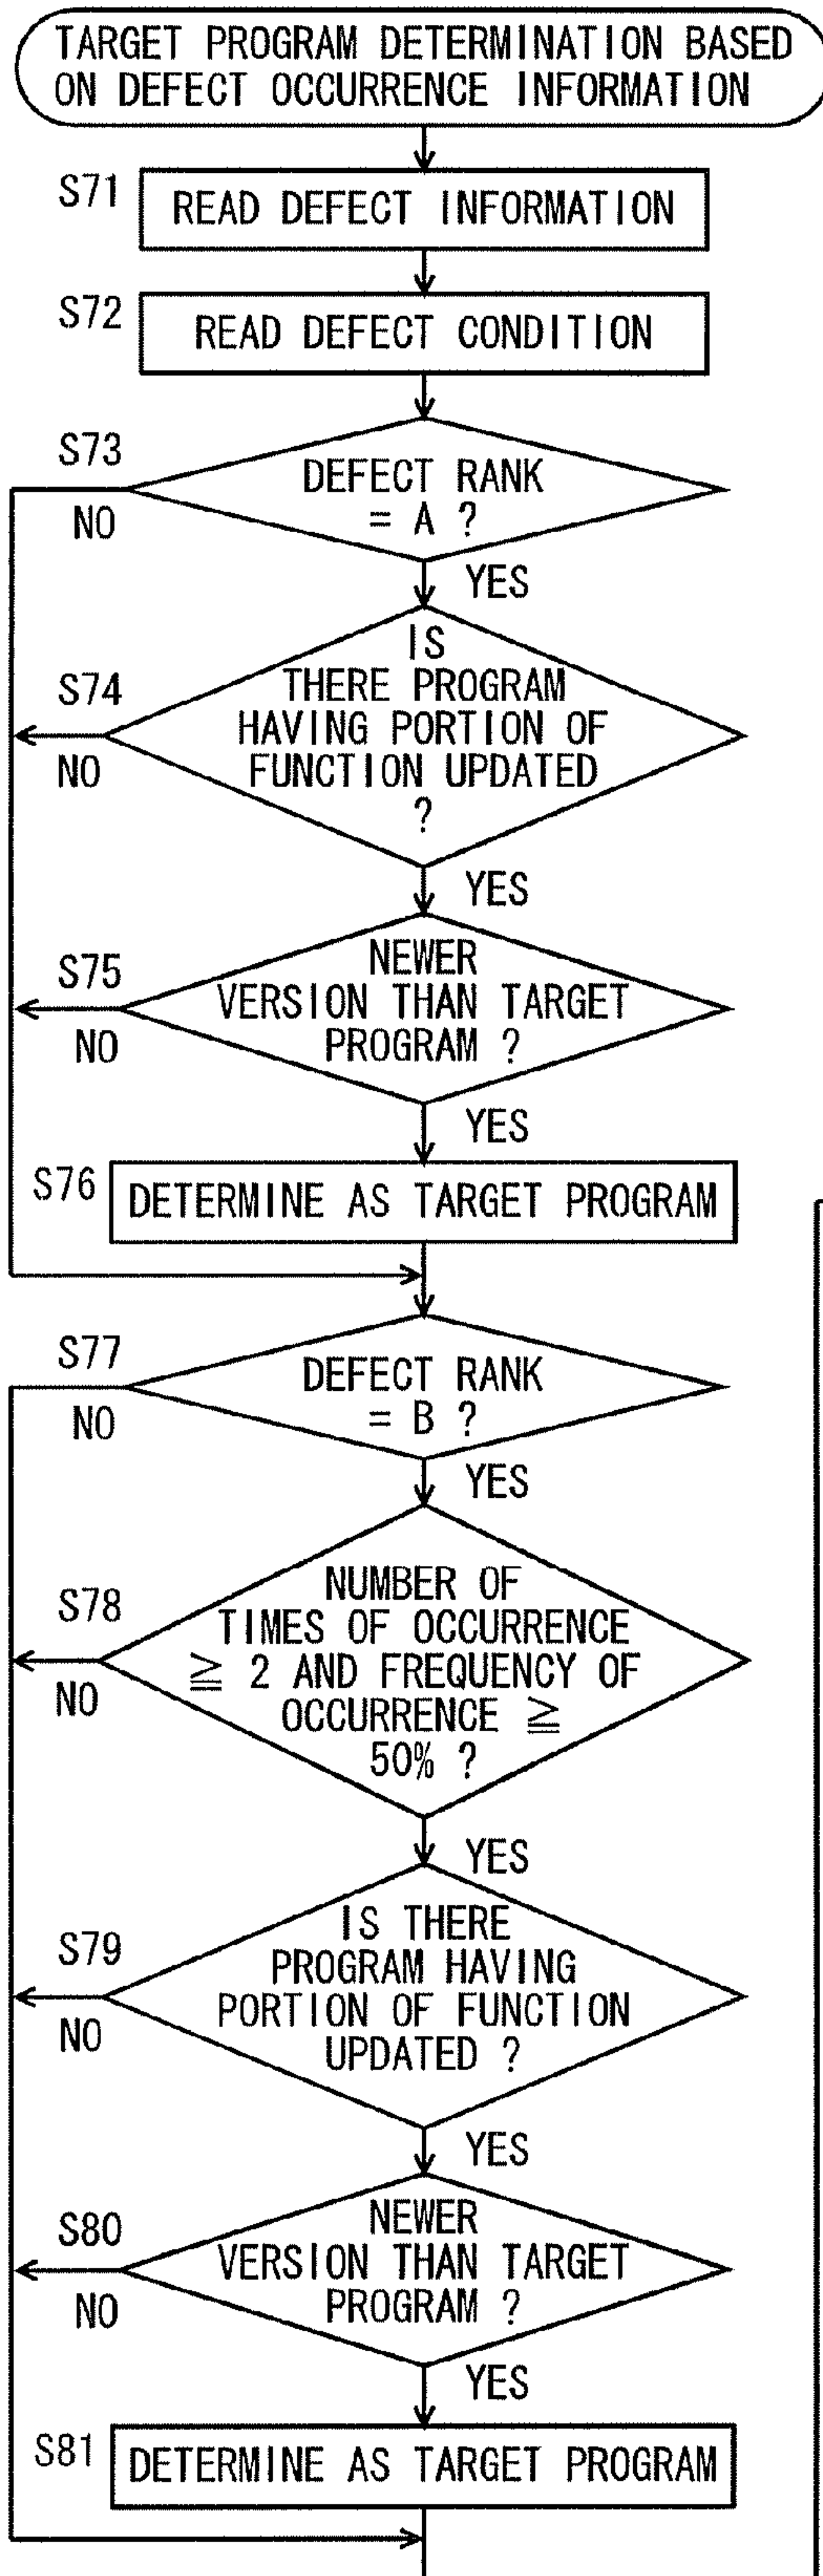 TARGET PROGRAM DETERMINATION BASED
ON DEFECT OCCURRENCE INFORMATION
S71
READ DEFECT INFORMATION
S72
READ DEFECT CONDITION
S73
DEFECT RANK
= A ?
NO
YES
S74
IS
THERE PROGRAM
HAVING PORTION OF
FUNCTION UPDATED
?
NO
YES
S75
NEWER
VERSION THAN TARGET
PROGRAM ?
NO
YES
S76
DETERMINE AS TARGET PROGRAM
S77
DEFECT RANK
= B ?
NO
YES
S78
NUMBER OF
TIMES OF OCCURRENCE
≧ 2 AND FREQUENCY OF
OCCURRENCE ≧
50% ?
NO
YES
S79
IS THERE
PROGRAM HAVING
PORTION OF FUNCTION
UPDATED ?
NO
YES
S80
NEWER
VERSION THAN TARGET
PROGRAM ?
NO
YES
S81
DETERMINE AS TARGET PROGRAM